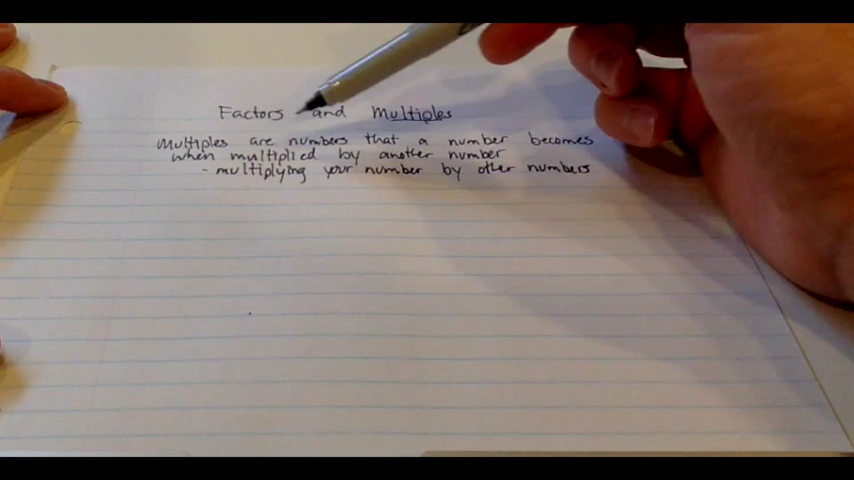 Factors and Multiples
Multiples are numbers that a number becomes
when multiplied by another number
- multiplying your number by other numbers